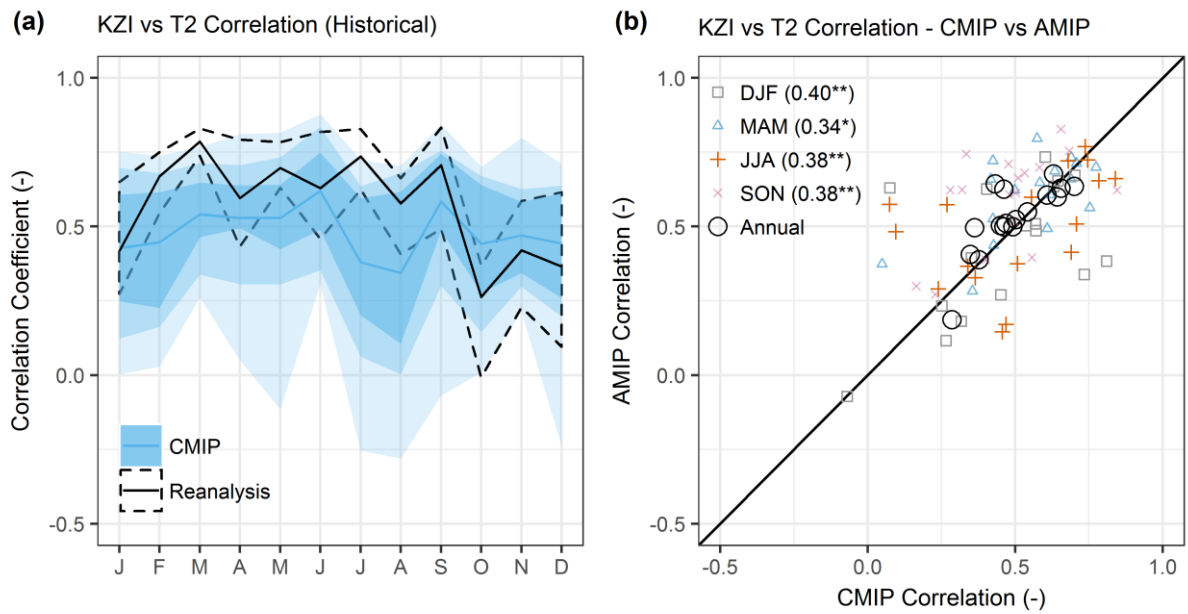 (a)
KZI vs T2 Correlation (Historical)
Correlation Coefficient (-)
1.0
0.5
0.0
-0.5
CMIP
Reanalysis
J F M A M J J A S O N D
(b)
KZI vs T2 Correlation - CMIP vs AMIP
AMIP Correlation (-)
1.0
0.5
0.0
-0.5
DJF (0.40**)
MAM (0.34*)
JJA (0.38**)
SON (0.38**)
Annual
-0.5 0.0 0.5 1.0
CMIP Correlation (-)